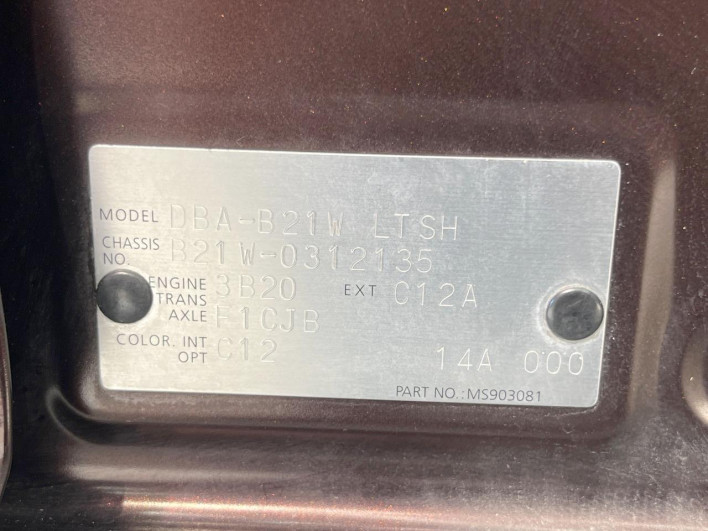 MODEL DBA-B21W LTSH
CHASSIS NO. B21W-0312135
ENGINE 3B20 EXT C12A
TRANS AXLE F1CJB
COLOR. INT C12
OPT 14A 000
PART NO.:MS903081